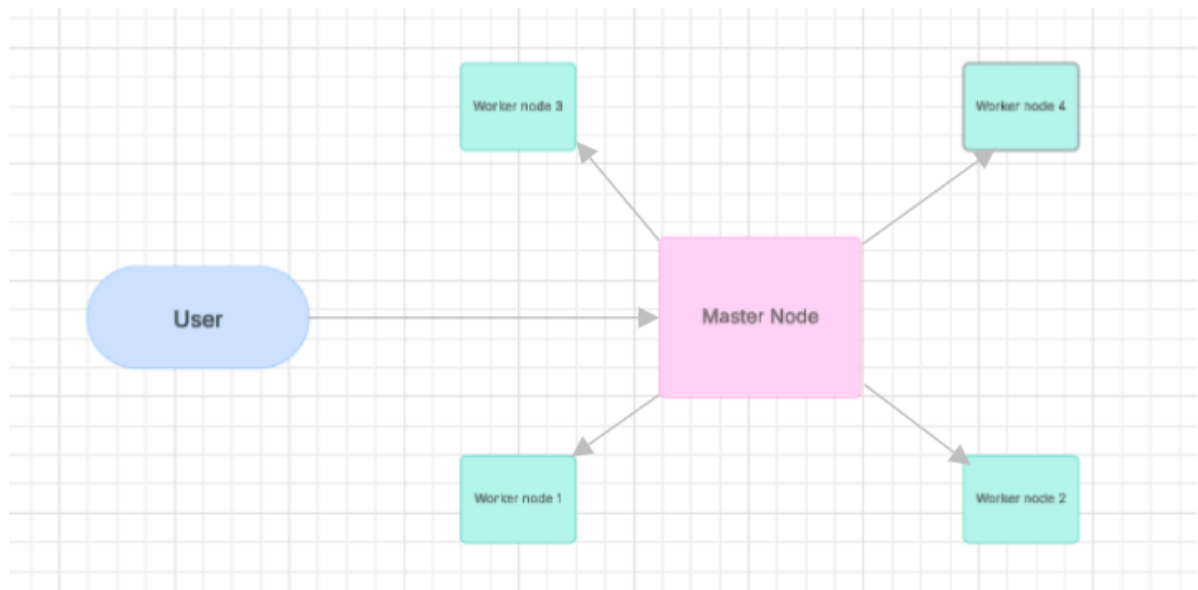 Worker node 3
Worker node 4
User
Master Node
Worker node 1
Worker node 2